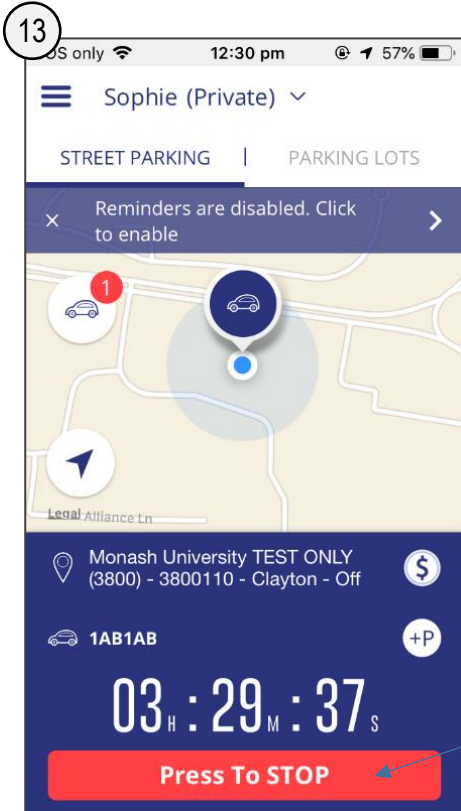 13
OS only 12:30 pm 57%
Sophie (Private)
STREET PARKING | PARKING LOTS
Reminders are disabled. Click
to enable
1
Legal Alliance Ln
Monash University TEST ONLY
(3800) - 3800110 - Clayton - Off
$
1AB1AB
+P
03H : 29M : 37S
Press To STOP